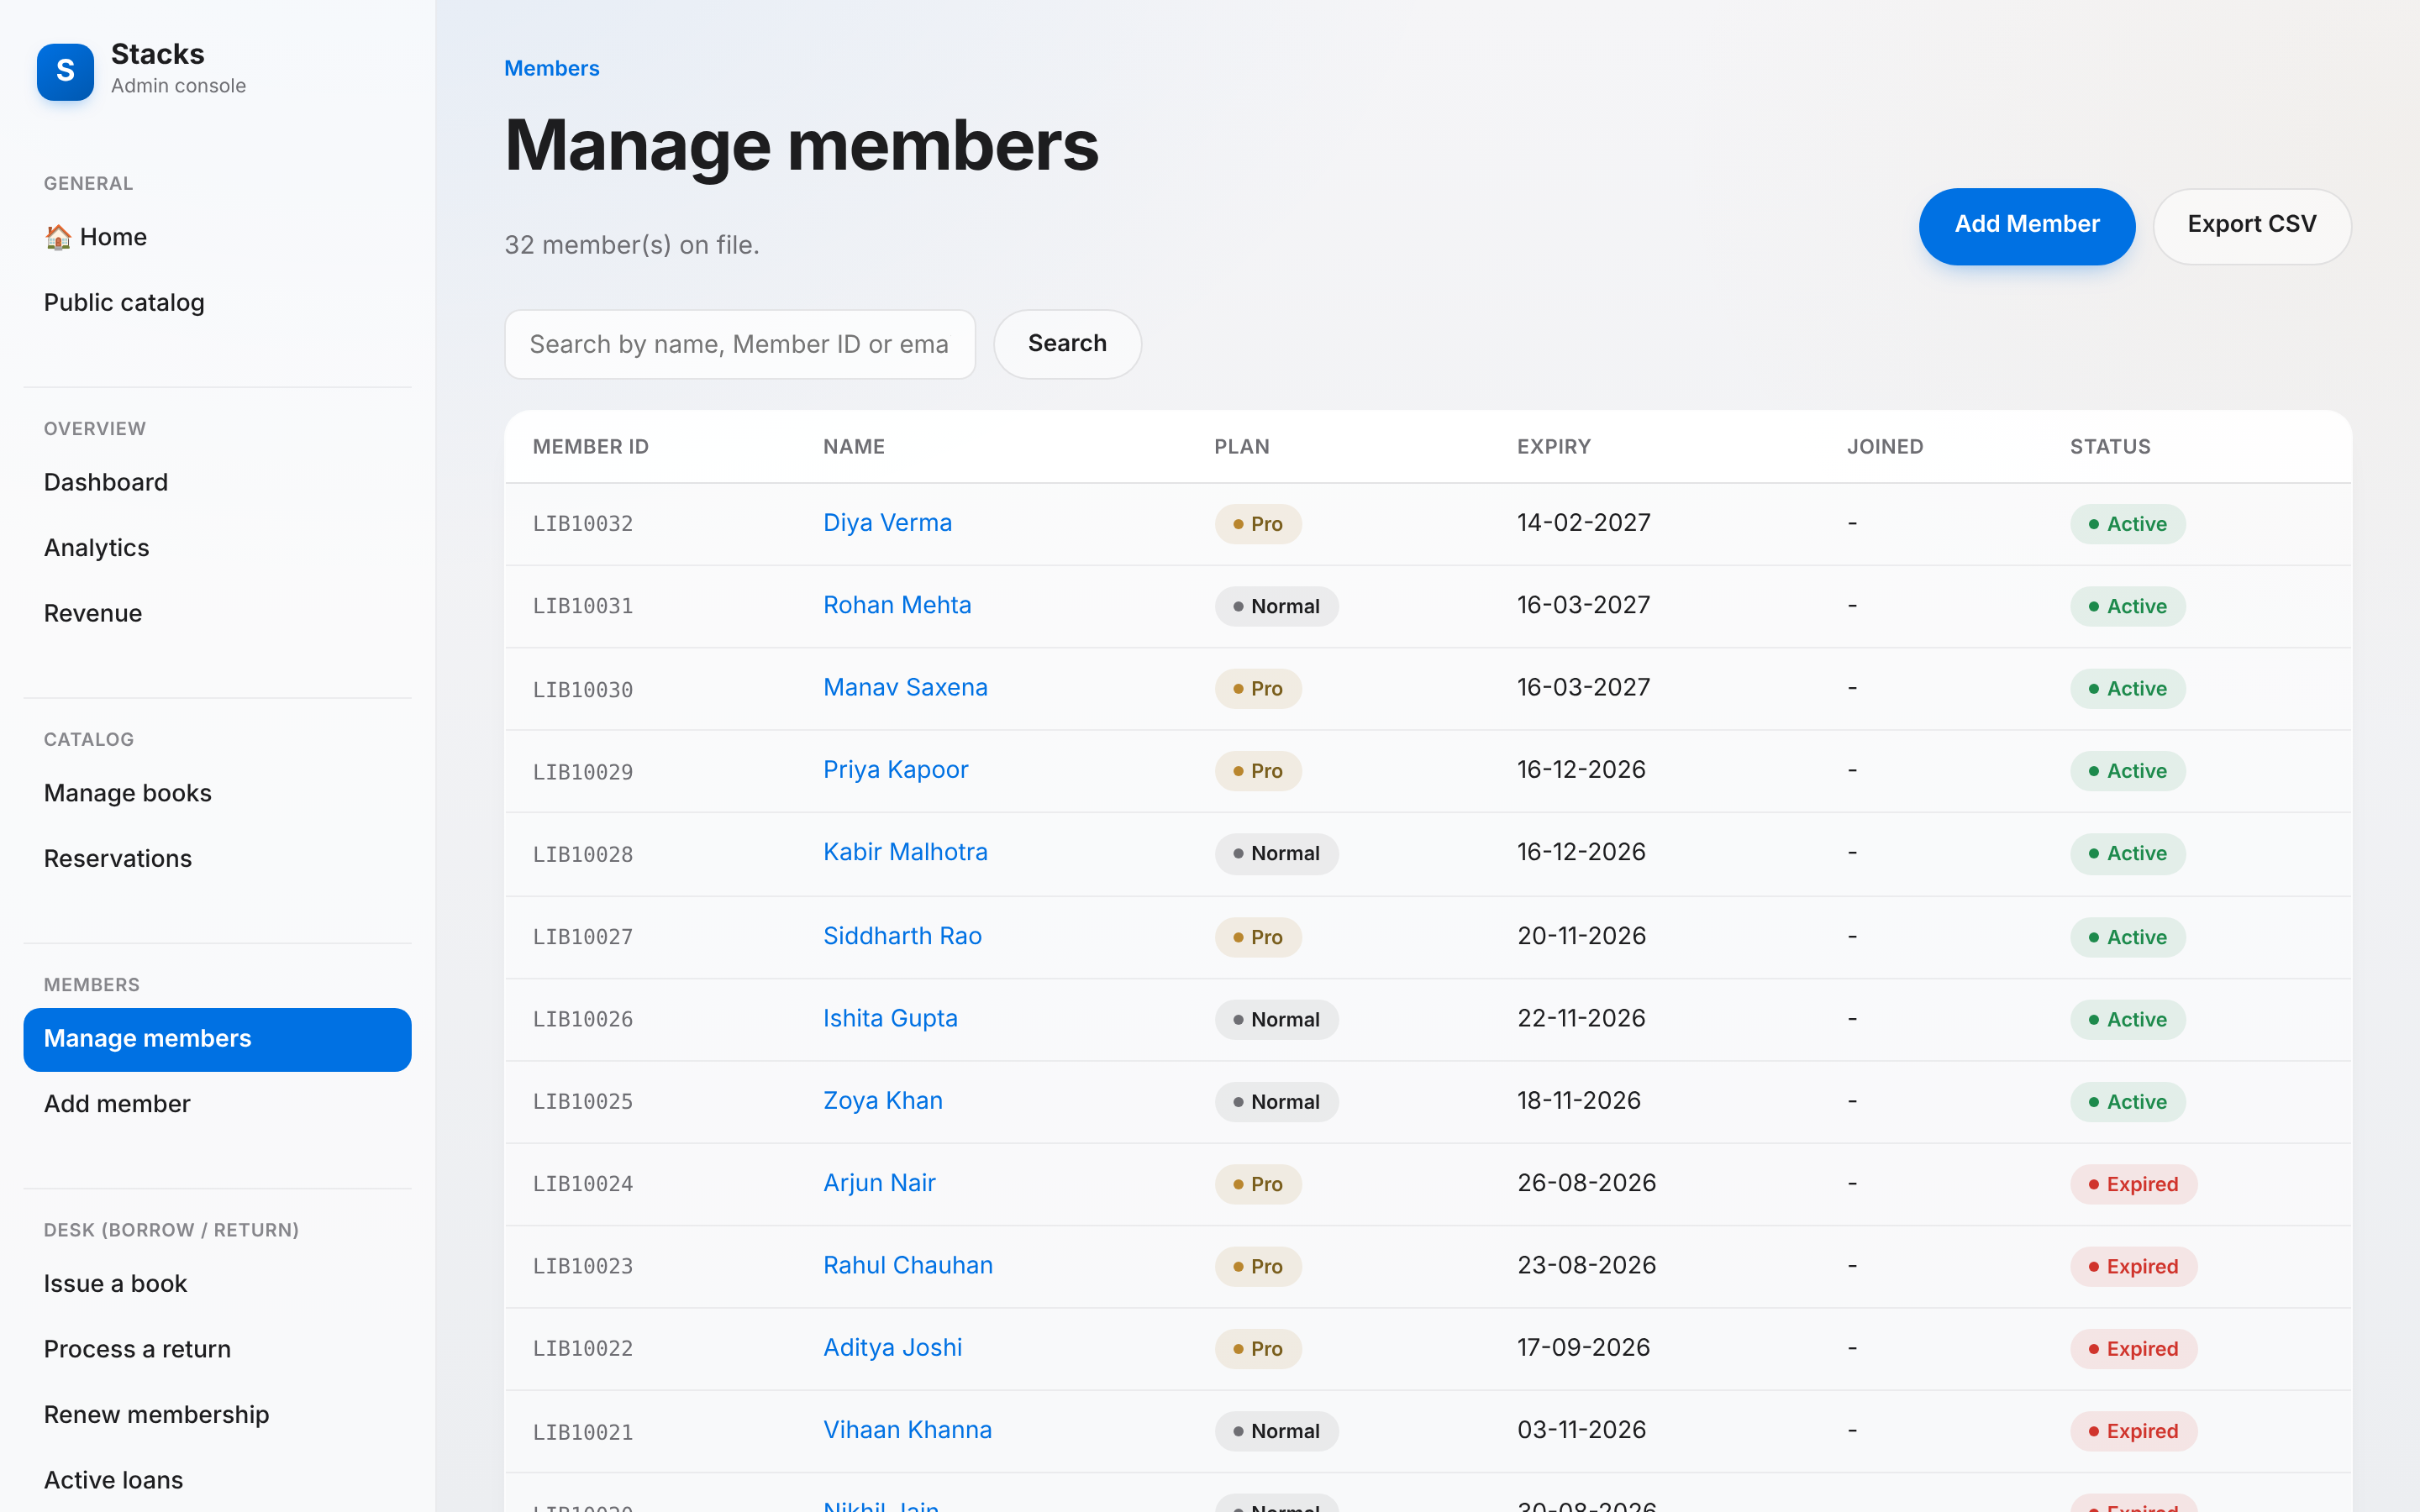 S
Stacks
Admin console
GENERAL
🏠 Home
Public catalog
OVERVIEW
Dashboard
Analytics
Revenue
CATALOG
Manage books
Reservations
MEMBERS
Manage members
Add member
DESK (BORROW / RETURN)
Issue a book
Process a return
Renew membership
Active loans
Members
Manage members
32 member(s) on file.
Add Member Export CSV
Search by name, Member ID or ema Search
MEMBER ID NAME PLAN EXPIRY JOINED STATUS
LIB10032 Diya Verma Pro 14-02-2027 - Active
LIB10031 Rohan Mehta Normal 16-03-2027 - Active
LIB10030 Manav Saxena Pro 16-03-2027 - Active
LIB10029 Priya Kapoor Pro 16-12-2026 - Active
LIB10028 Kabir Malhotra Normal 16-12-2026 - Active
LIB10027 Siddharth Rao Pro 20-11-2026 - Active
LIB10026 Ishita Gupta Normal 22-11-2026 - Active
LIB10025 Zoya Khan Normal 18-11-2026 - Active
LIB10024 Arjun Nair Pro 26-08-2026 - Expired
LIB10023 Rahul Chauhan Pro 23-08-2026 - Expired
LIB10022 Aditya Joshi Pro 17-09-2026 - Expired
LIB10021 Vihaan Khanna Normal 03-11-2026 - Expired
LIB10020 Nikhil Jain Normal 30-08-2026 Expired